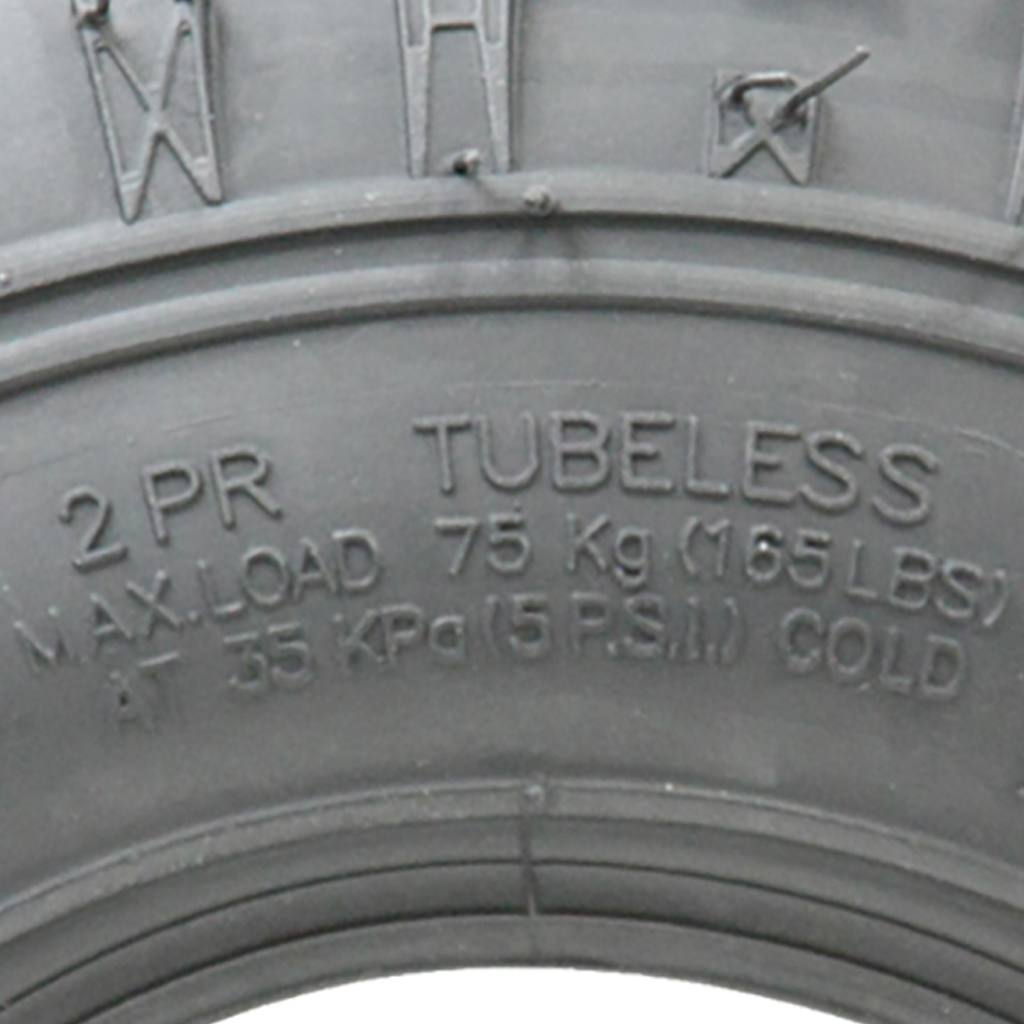 2 PR TUBELESS
MAX.LOAD 75 Kg (165 LBS)
AT 35 KPa (5 P.S.I.) COLD